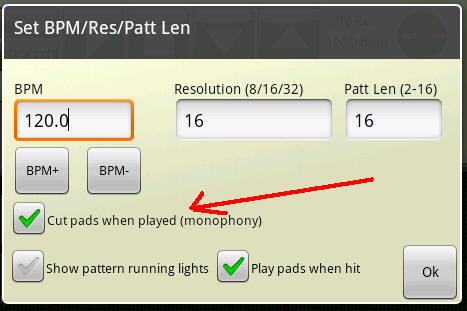 1/16 Res
120.0 bpm
Set BPM/Res/Patt Len
BPM
Resolution (8/16/32)
Patt Len (2-16)
120.0
16
16
BPM+
BPM-
Cut pads when played (monophony)
Show pattern running lights
Play pads when hit
Ok